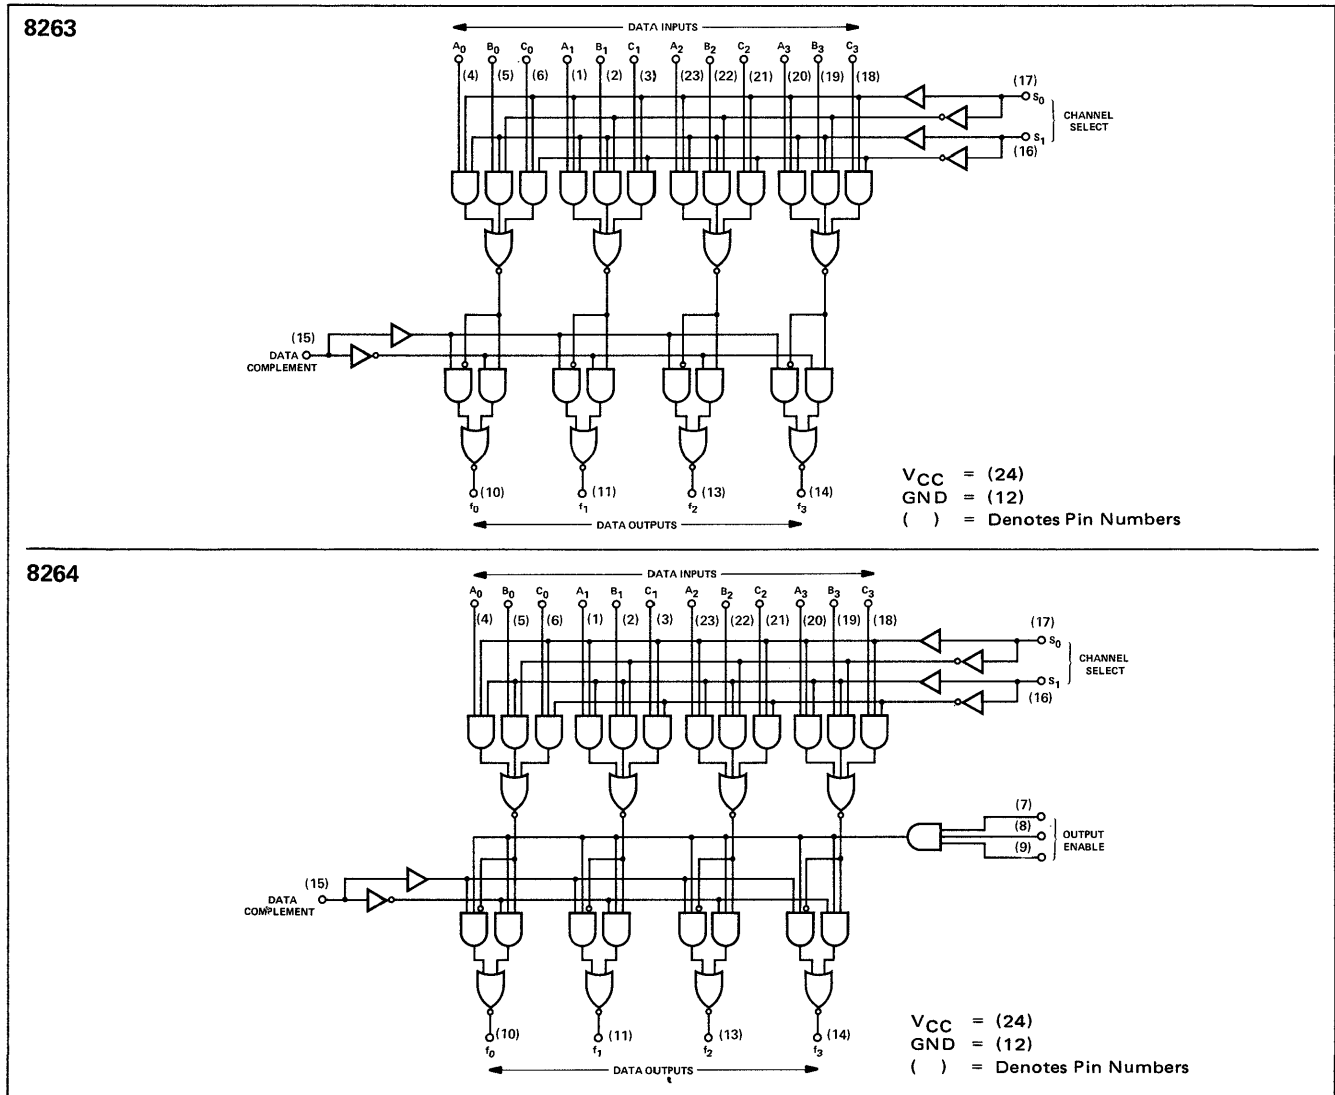 8263
DATA INPUTS
A0 B0 C0 A1 B1 C1 A2 B2 C2 A3 B3 C3
(4) (5) (6) (1) (2) (3) (23) (22) (21) (20) (19) (18)
(17)
S0
CHANNEL
SELECT
S1
(16)
(15)
DATA
COMPLEMENT
(10) (11) (13) (14)
f0 f1 f2 f3
DATA OUTPUTS
VCC = (24)
GND = (12)
( ) = Denotes Pin Numbers
8264
DATA INPUTS
A0 B0 C0 A1 B1 C1 A2 B2 C2 A3 B3 C3
(4) (5) (6) (1) (2) (3) (23) (22) (21) (20) (19) (18)
(17)
S0
CHANNEL
SELECT
S1
(16)
(7)
(8)
(9)
OUTPUT
ENABLE
(15)
DATA
COMPLEMENT
(10) (11) (13) (14)
f0 f1 f2 f3
DATA OUTPUTS
VCC = (24)
GND = (12)
( ) = Denotes Pin Numbers